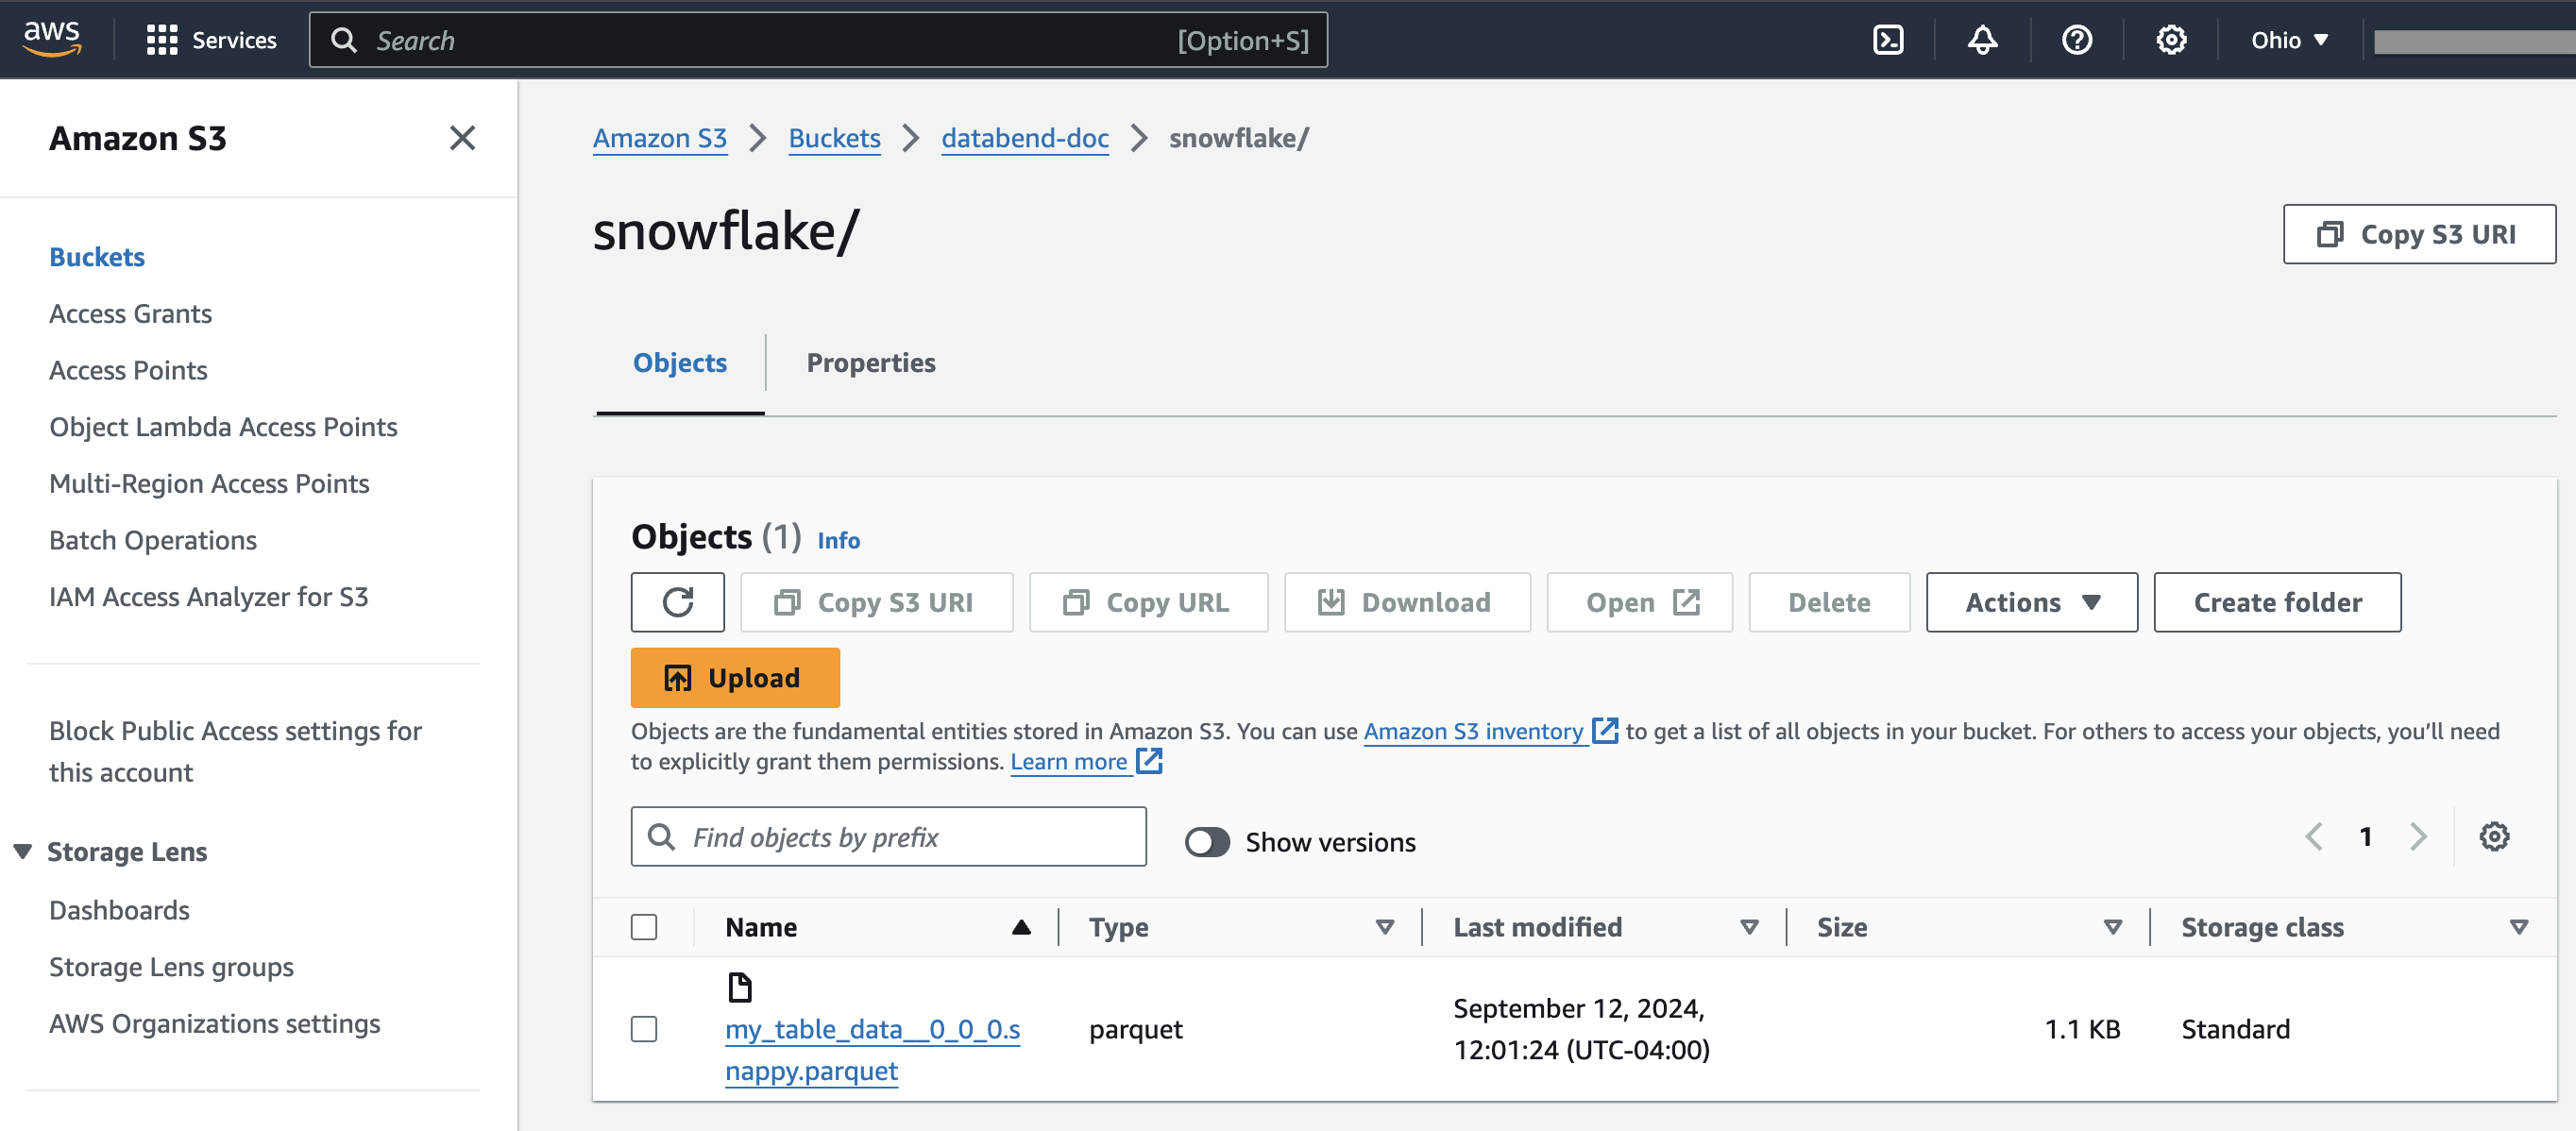 aws
Services
Search
[Option+S]
Ohio
Amazon S3
Buckets
Access Grants
Access Points
Object Lambda Access Points
Multi-Region Access Points
Batch Operations
IAM Access Analyzer for S3
Block Public Access settings for
this account
Storage Lens
Dashboards
Storage Lens groups
AWS Organizations settings
Amazon S3
Buckets
databend-doc
snowflake/
snowflake/
Copy S3 URI
Objects
Properties
Objects (1) Info
Copy S3 URI
Copy URL
Download
Open
Delete
Actions
Create folder
Upload
Objects are the fundamental entities stored in Amazon S3. You can use Amazon S3 inventory to get a list of all objects in your bucket. For others to access your objects, you’ll need
to explicitly grant them permissions. Learn more
Find objects by prefix
Show versions
1
Name
Type
Last modified
Size
Storage class
my_table_data__0_0_0.s
nappy.parquet
parquet
September 12, 2024,
12:01:24 (UTC-04:00)
1.1 KB
Standard